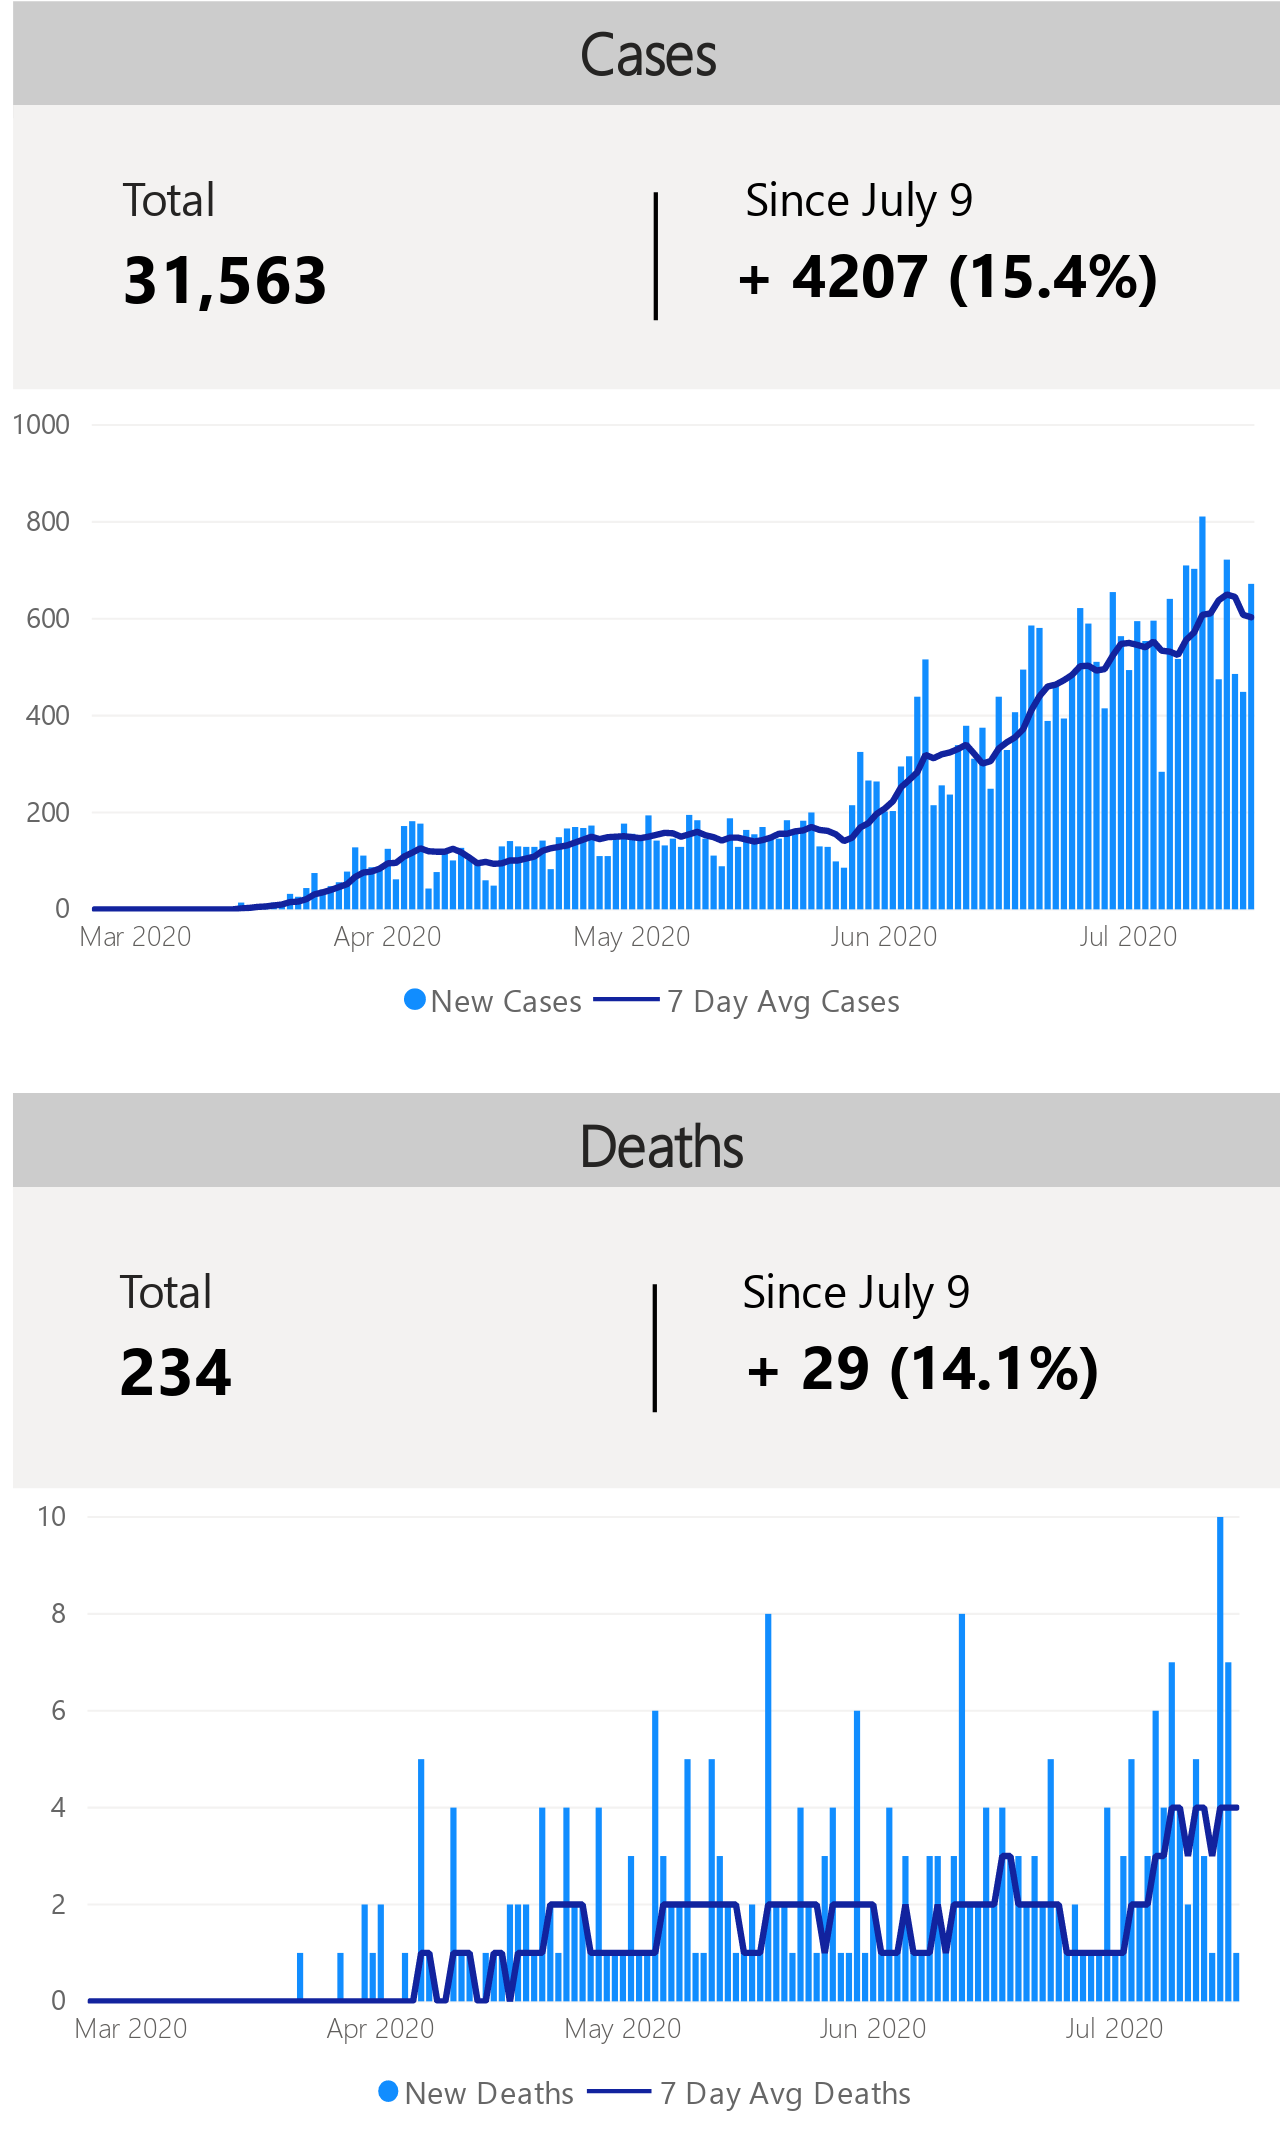 Cases
Total
Since July 9
31,563
+ 4207 (15.4%)
1000
800
600
400
200
0
Mar 2020 Apr 2020 May 2020 Jun 2020 Jul 2020
New Cases 7 Day Avg Cases
Deaths
Total
Since July 9
234
+ 29 (14.1%)
10
8
6
4
2
0
Mar 2020 Apr 2020 May 2020 Jun 2020 Jul 2020
New Deaths 7 Day Avg Deaths